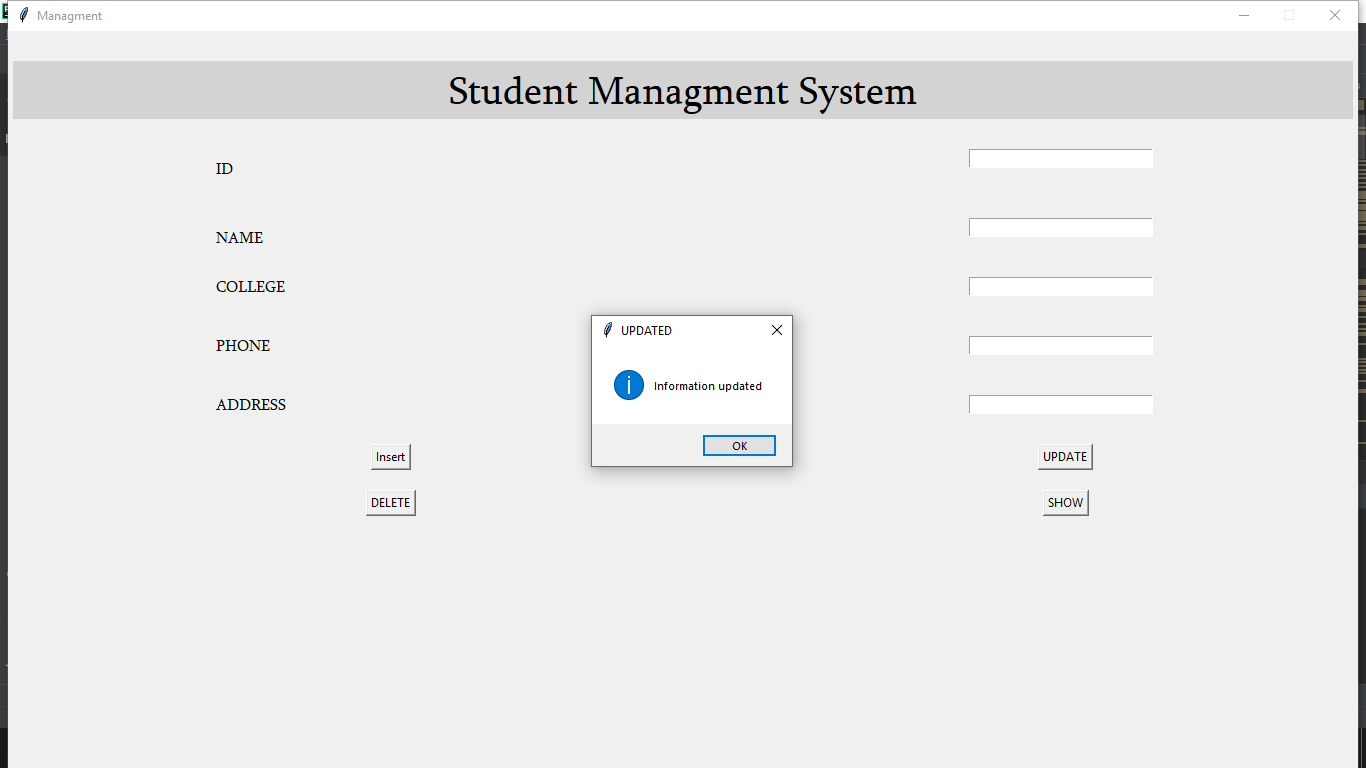 Managment
Student Managment System
ID
NAME
COLLEGE
PHONE
ADDRESS
UPDATED
Information updated
OK
Insert
UPDATE
DELETE
SHOW